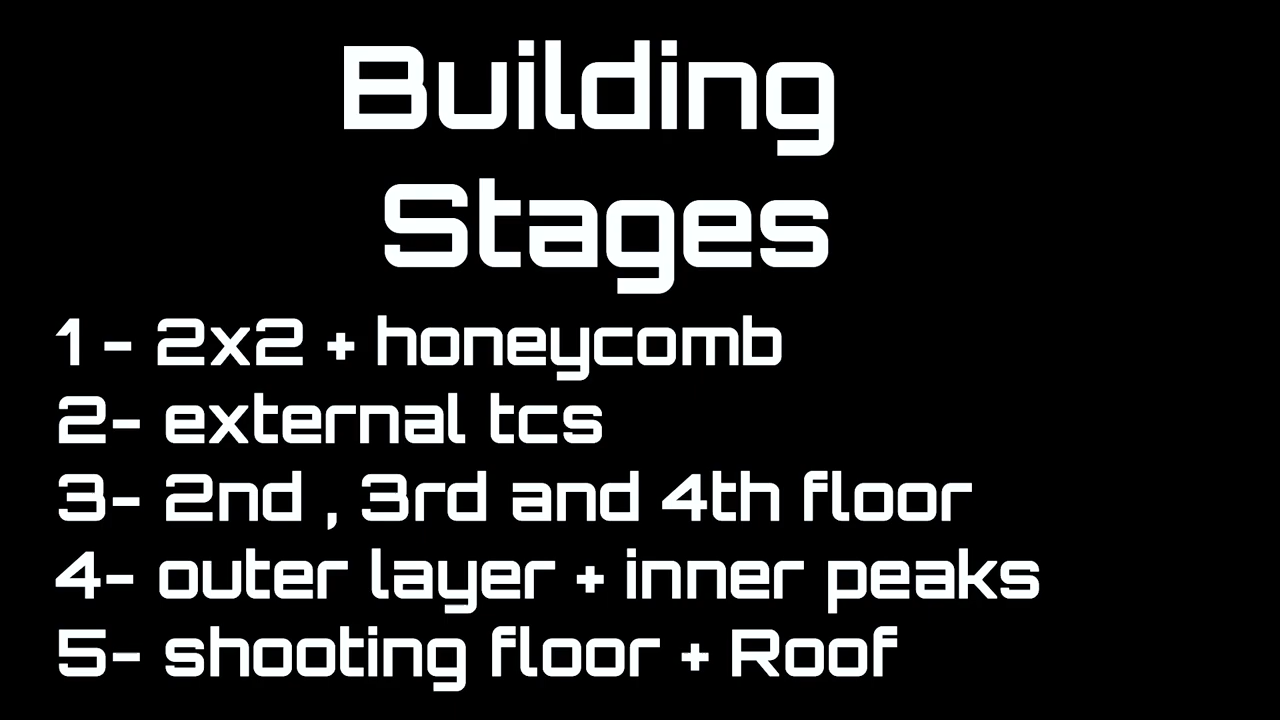 Building
Stages
1 - 2x2 + honeycomb
2- external tcs
3- 2nd , 3rd and 4th floor
4- outer layer + inner peaks
5- shooting floor + Roof